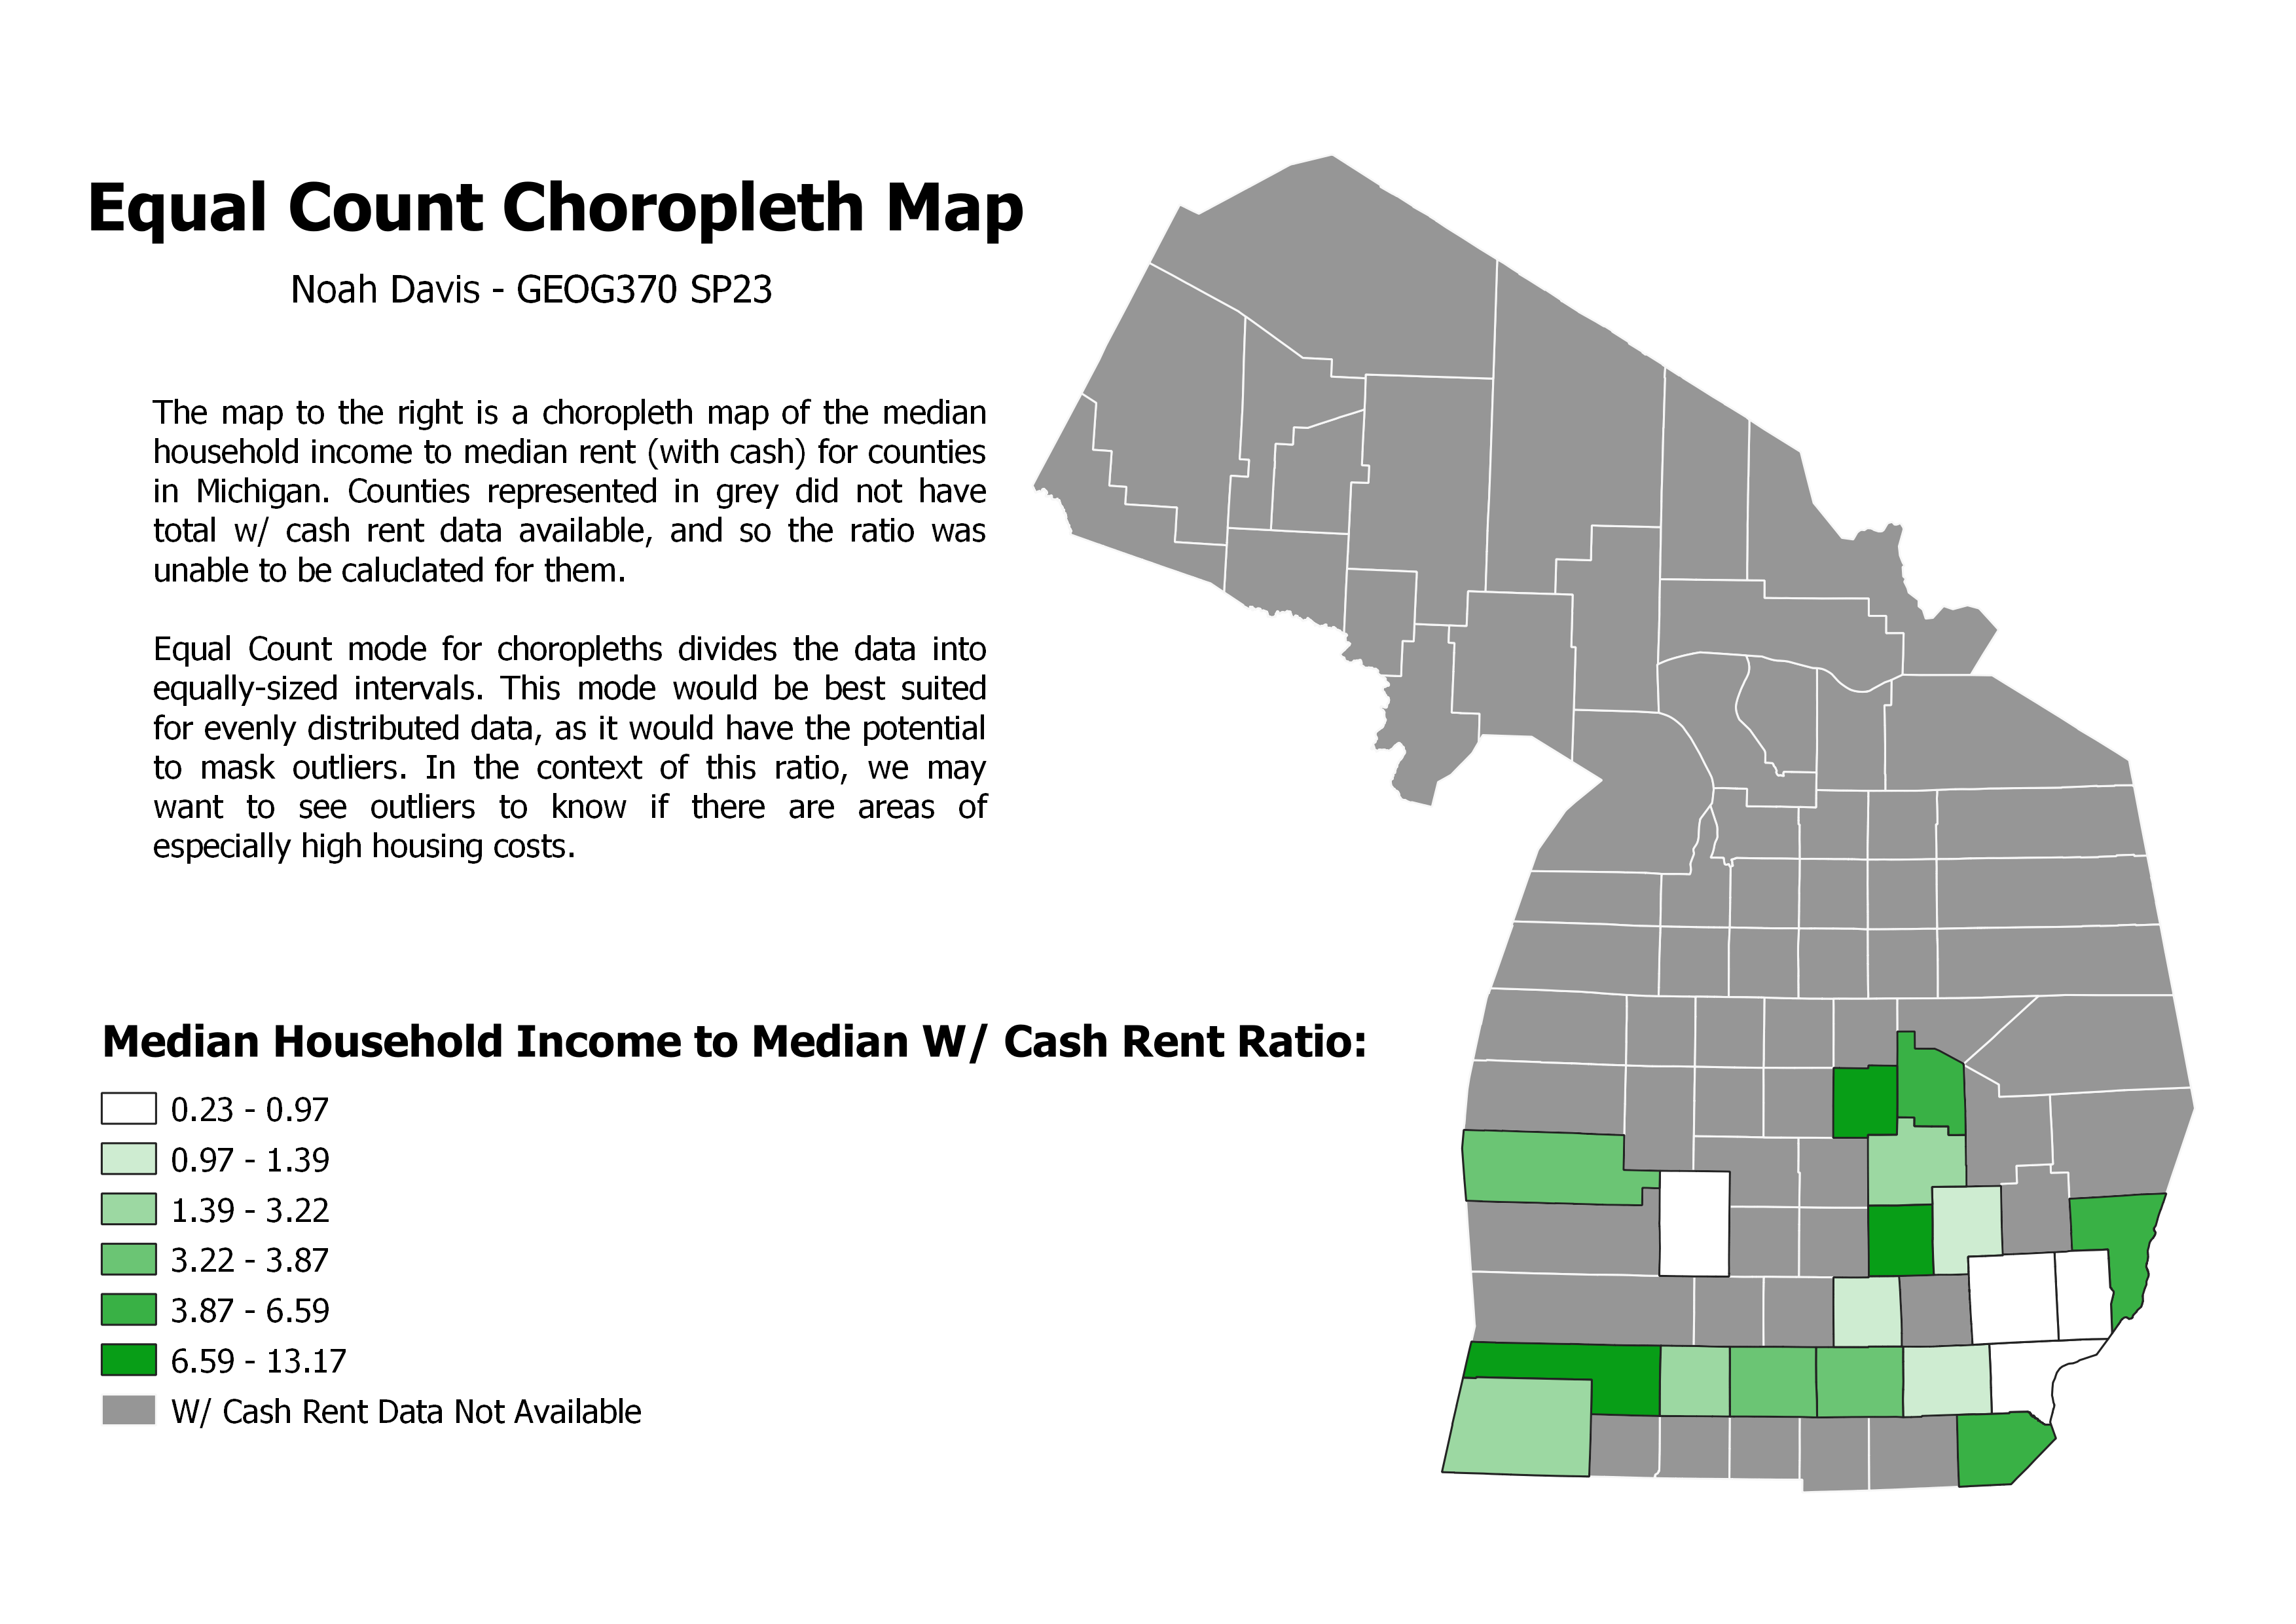 Equal Count Choropleth Map
Noah Davis - GEOG370 SP23
The map to the right is a choropleth map of the median
household income to median rent (with cash) for counties
in Michigan. Counties represented in grey did not have
total w/ cash rent data available, and so the ratio was
unable to be caluclated for them.
Equal Count mode for choropleths divides the data into
equally-sized intervals. This mode would be best suited
for evenly distributed data, as it would have the potential
to mask outliers. In the context of this ratio, we may
want to see outliers to know if there are areas of
especially high housing costs.
Median Household Income to Median W/ Cash Rent Ratio:
0.23 - 0.97
0.97 - 1.39
1.39 - 3.22
3.22 - 3.87
3.87 - 6.59
6.59 - 13.17
W/ Cash Rent Data Not Available